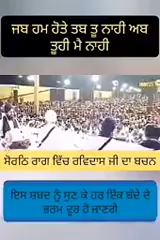 ਜਬ ਹਮ ਹੋਤੇ ਤਬ ਤੂ ਨਾਹੀ ਅਬ
ਤੂਹੀ ਮੈ ਨਾਹੀ
ਸੋਰਠਿ ਰਾਗ ਵਿੱਚ ਰਵਿਦਾਸ ਜੀ ਦਾ ਬਚਨ
ਇਸ ਸ਼ਬਦ ਨੂੰ ਸੁਣ ਕੇ ਹਰ ਇੱਕ ਬੰਦੇ ਦੇ
ਭਰਮ ਦੂਰ ਹੋ ਜਾਣਗੇ